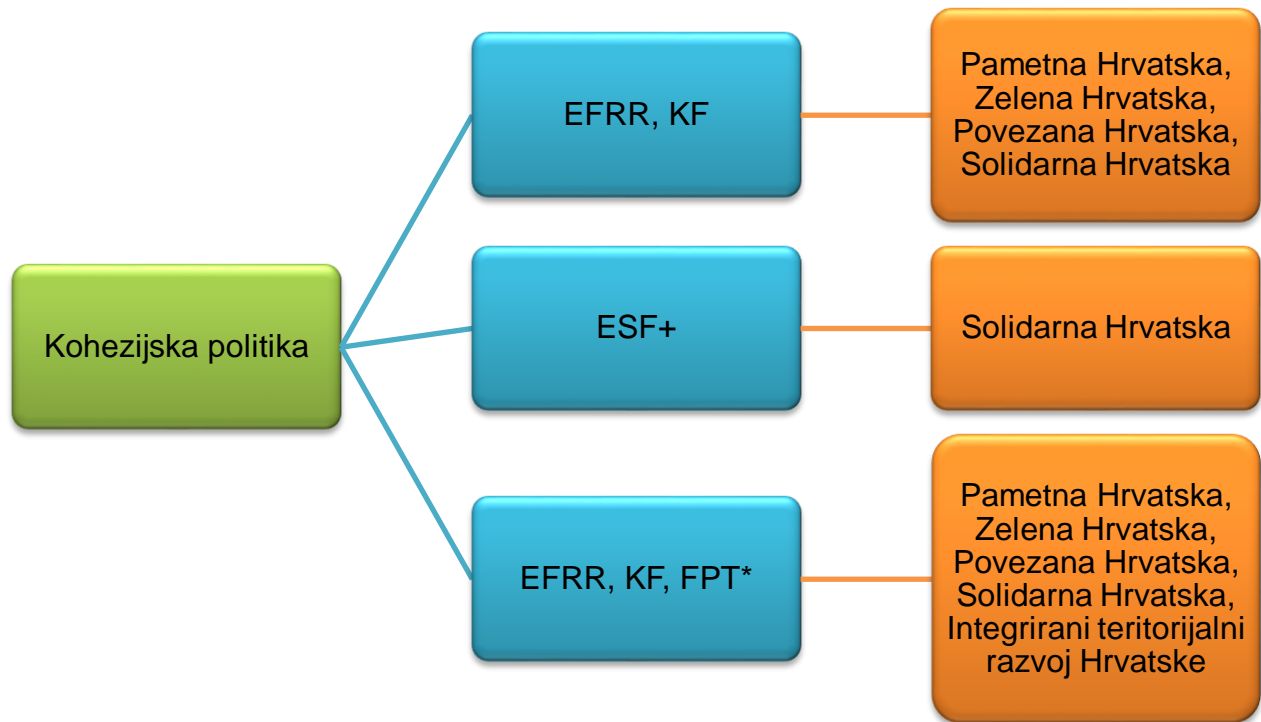 Kohezijska politika
EFRR, KF
Pametna Hrvatska,
Zelena Hrvatska,
Povezana Hrvatska,
Solidarna Hrvatska
ESF+
Solidarna Hrvatska
EFRR, KF, FPT*
Pametna Hrvatska,
Zelena Hrvatska,
Povezana Hrvatska,
Solidarna Hrvatska,
Integrirani teritorijalni
razvoj Hrvatske